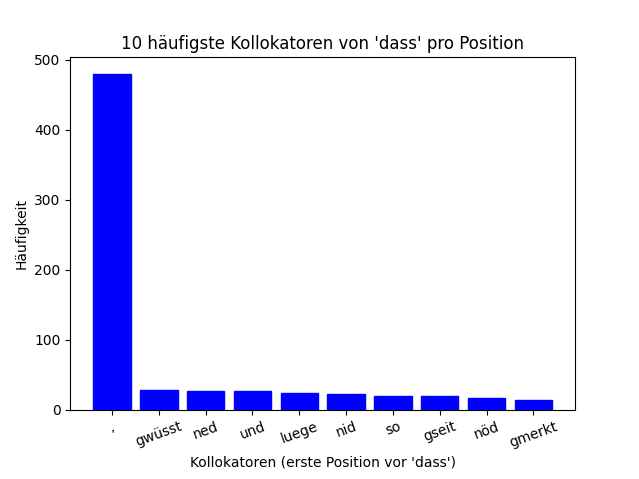 10 häufigste Kollokatoren von 'dass' pro Position
500
400
300
200
100
0
Häufigkeit
, gwüsst ned und luege nid so gseit nöd gmerkt
Kollokatoren (erste Position vor 'dass')